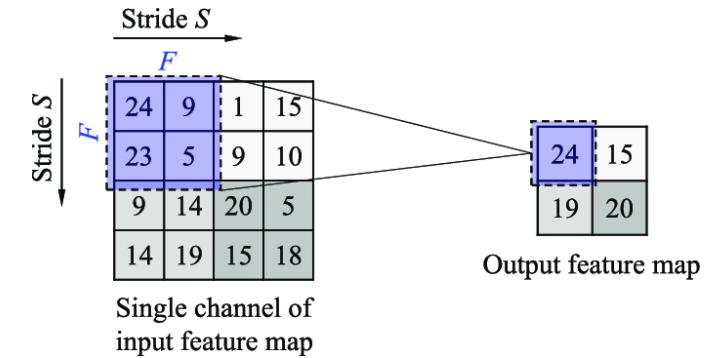 Stride S
F
Stride S
F
24 9 1 15
23 5 9 10
9 14 20 5
14 19 15 18
24 15
19 20
Single channel of
input feature map
Output feature map